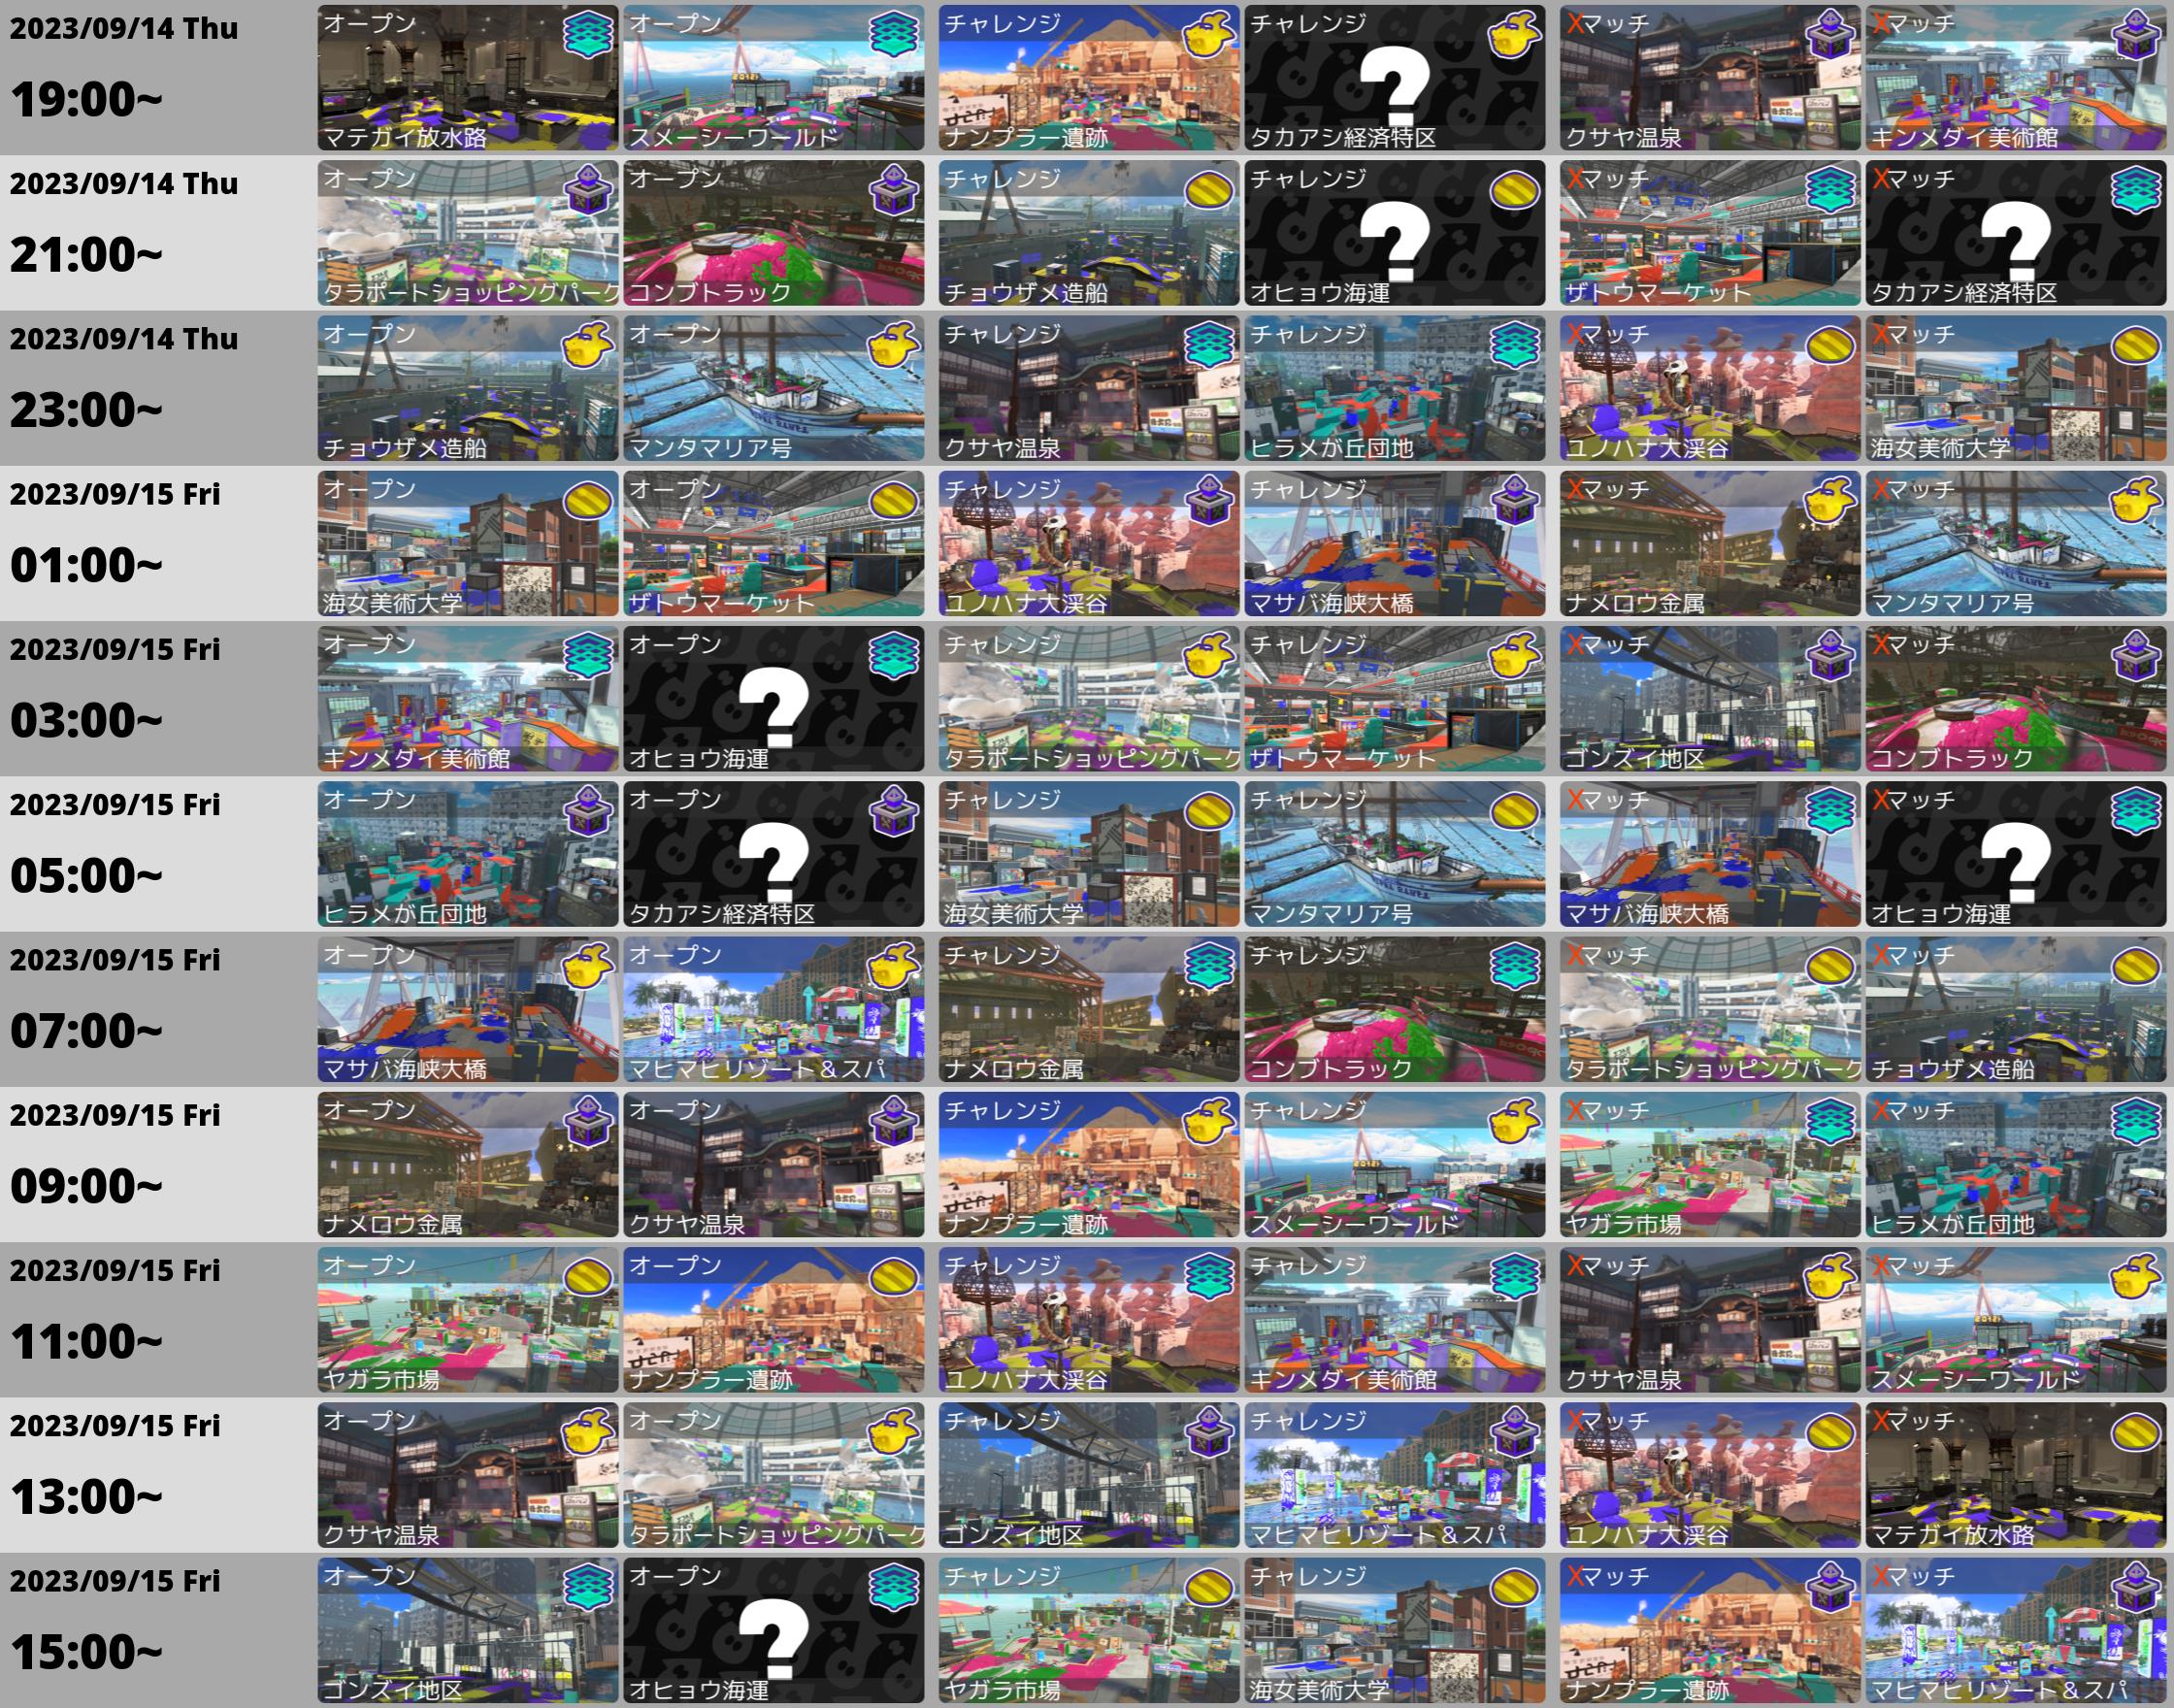 2023/09/14 Thu
19:00~
オープン オープン チャレンジ チャレンジ Xマッチ Xマッチ
マテガイ放水路 スメーシーワールド ナンプラー遺跡 タカアシ経済特区 クサヤ温泉 キンメダイ美術館
2023/09/14 Thu
21:00~
オープン オープン チャレンジ チャレンジ Xマッチ Xマッチ
タラポートショッピングパーク コンブトラック チョウザメ造船 オヒョウ海運 ザトウマーケット タカアシ経済特区
2023/09/14 Thu
23:00~
オープン オープン チャレンジ チャレンジ Xマッチ Xマッチ
チョウザメ造船 マンタマリア号 クサヤ温泉 ヒラメが丘団地 ユノハナ大渓谷 海女美術大学
2023/09/15 Fri
01:00~
オープン オープン チャレンジ チャレンジ Xマッチ Xマッチ
海女美術大学 ザトウマーケット ユノハナ大渓谷 マサバ海峡大橋 ナメロウ金属 マンタマリア号
2023/09/15 Fri
03:00~
オープン オープン チャレンジ チャレンジ Xマッチ Xマッチ
キンメダイ美術館 オヒョウ海運 タラポートショッピングパーク ザトウマーケット ゴンズイ地区 コンブトラック
2023/09/15 Fri
05:00~
オープン オープン チャレンジ チャレンジ Xマッチ Xマッチ
ヒラメが丘団地 タカアシ経済特区 海女美術大学 マンタマリア号 マサバ海峡大橋 オヒョウ海運
2023/09/15 Fri
07:00~
オープン オープン チャレンジ チャレンジ Xマッチ Xマッチ
マサバ海峡大橋 マヒマヒリゾート＆スパ ナメロウ金属 コンブトラック タラポートショッピングパーク チョウザメ造船
2023/09/15 Fri
09:00~
オープン オープン チャレンジ チャレンジ Xマッチ Xマッチ
ナメロウ金属 クサヤ温泉 ナンプラー遺跡 スメーシーワールド ヤガラ市場 ヒラメが丘団地
2023/09/15 Fri
11:00~
オープン オープン チャレンジ チャレンジ Xマッチ Xマッチ
ヤガラ市場 ナンプラー遺跡 ユノハナ大渓谷 キンメダイ美術館 クサヤ温泉 スメーシーワールド
2023/09/15 Fri
13:00~
オープン オープン チャレンジ チャレンジ Xマッチ Xマッチ
クサヤ温泉 タラポートショッピングパーク ゴンズイ地区 マヒマヒリゾート＆スパ ユノハナ大渓谷 マテガイ放水路
2023/09/15 Fri
15:00~
オープン オープン チャレンジ チャレンジ Xマッチ Xマッチ
ゴンズイ地区 オヒョウ海運 ヤガラ市場 海女美術大学 ナンプラー遺跡 マヒマヒリゾート＆スパ